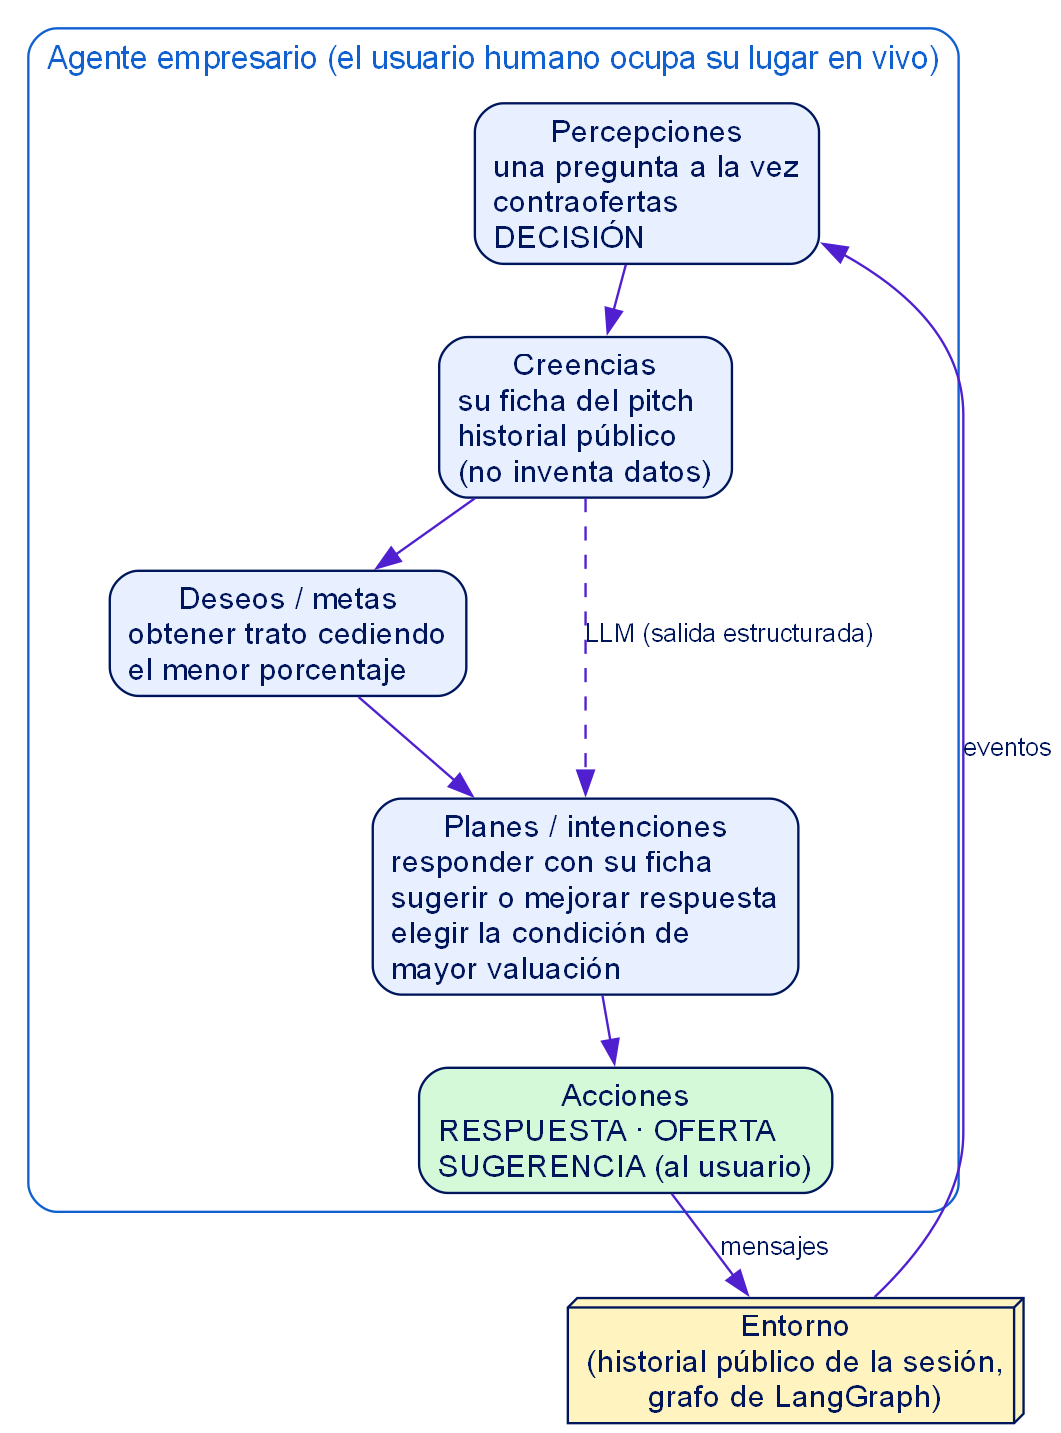 Agente empresario (el usuario humano ocupa su lugar en vivo)
Percepciones
una pregunta a la vez
contraofertas
DECISIÓN
Creencias
su ficha del pitch
historial público
(no inventa datos)
Deseos / metas
obtener trato cediendo
el menor porcentaje
LLM (salida estructurada)
eventos
Planes / intenciones
responder con su ficha
sugerir o mejorar respuesta
elegir la condición de
mayor valuación
Acciones
RESPUESTA · OFERTA
SUGERENCIA (al usuario)
mensajes
Entorno
(historial público de la sesión,
grafo de LangGraph)